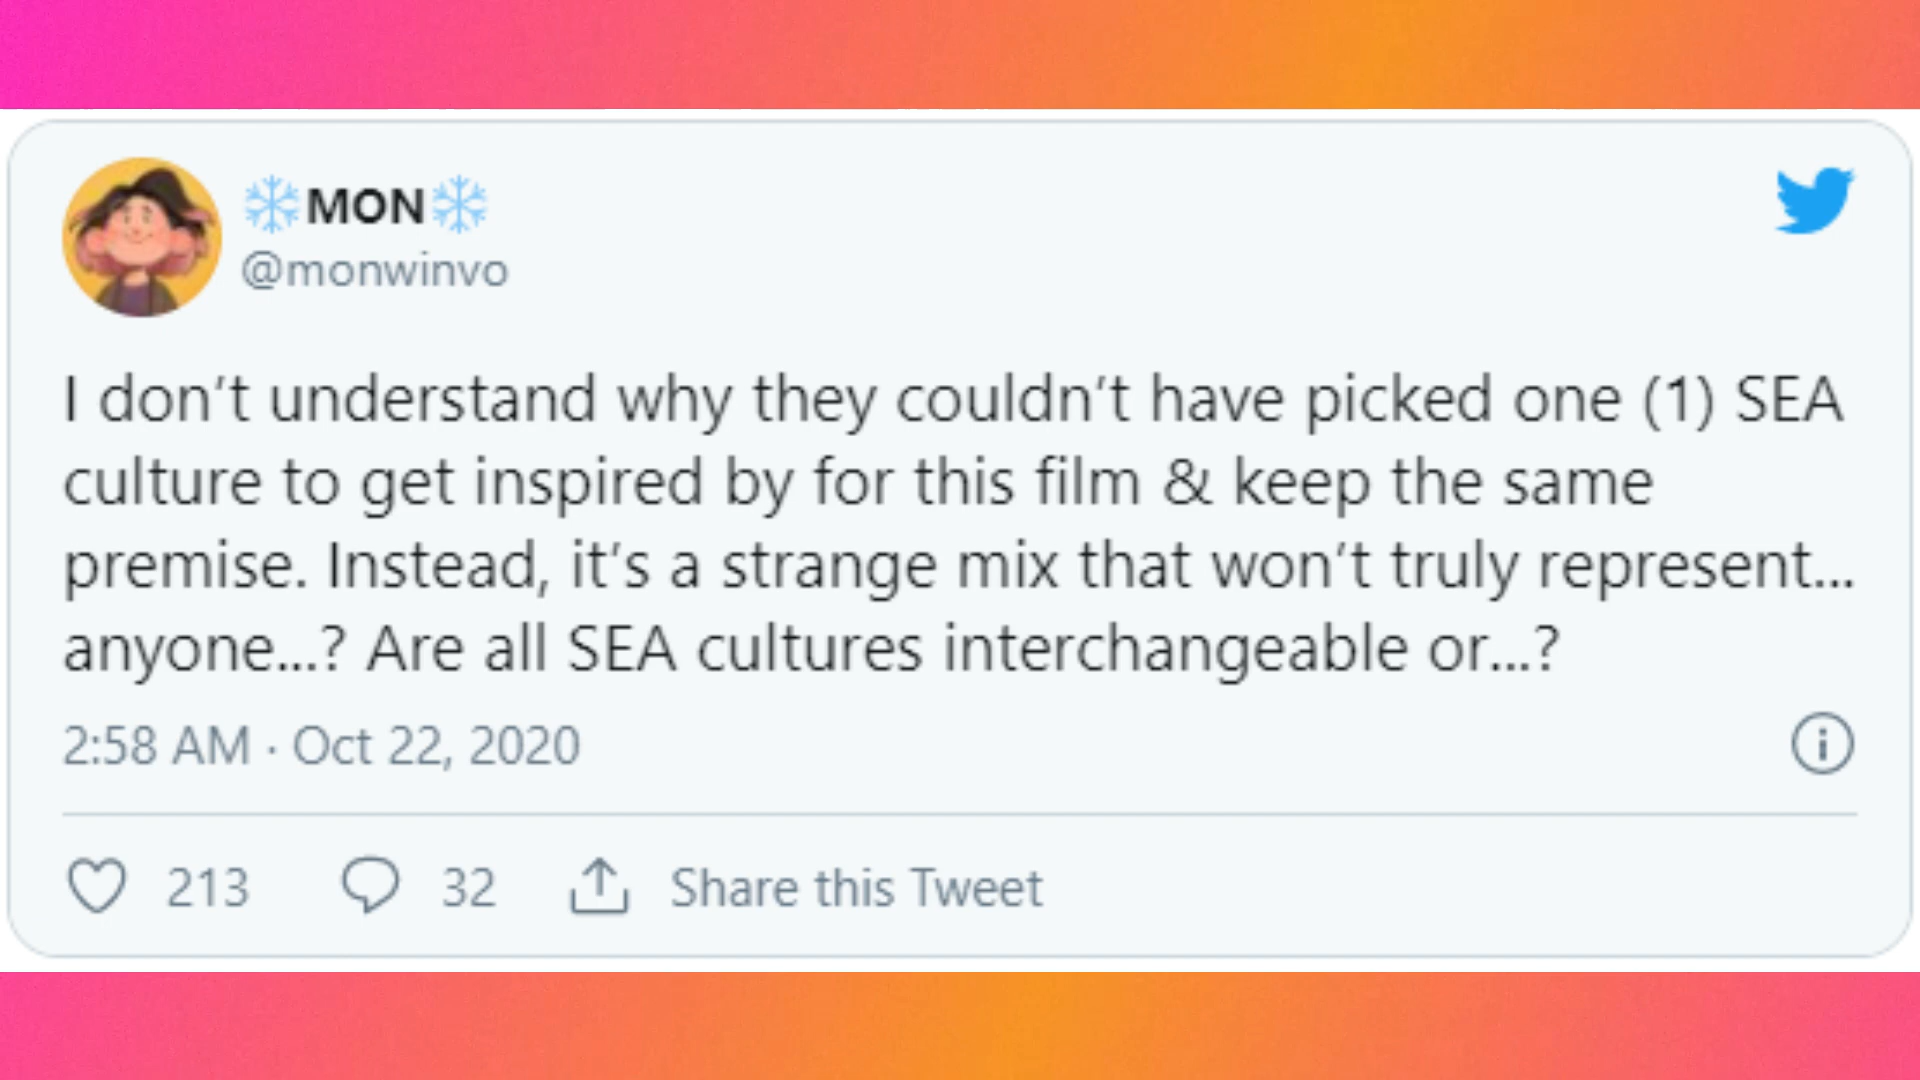 ❄️MON❄️
@monwinvo
I don’t understand why they couldn’t have picked one (1) SEA
culture to get inspired by for this film & keep the same
premise. Instead, it’s a strange mix that won’t truly represent...
anyone...? Are all SEA cultures interchangeable or...?
2:58 AM · Oct 22, 2020
213 32 Share this Tweet